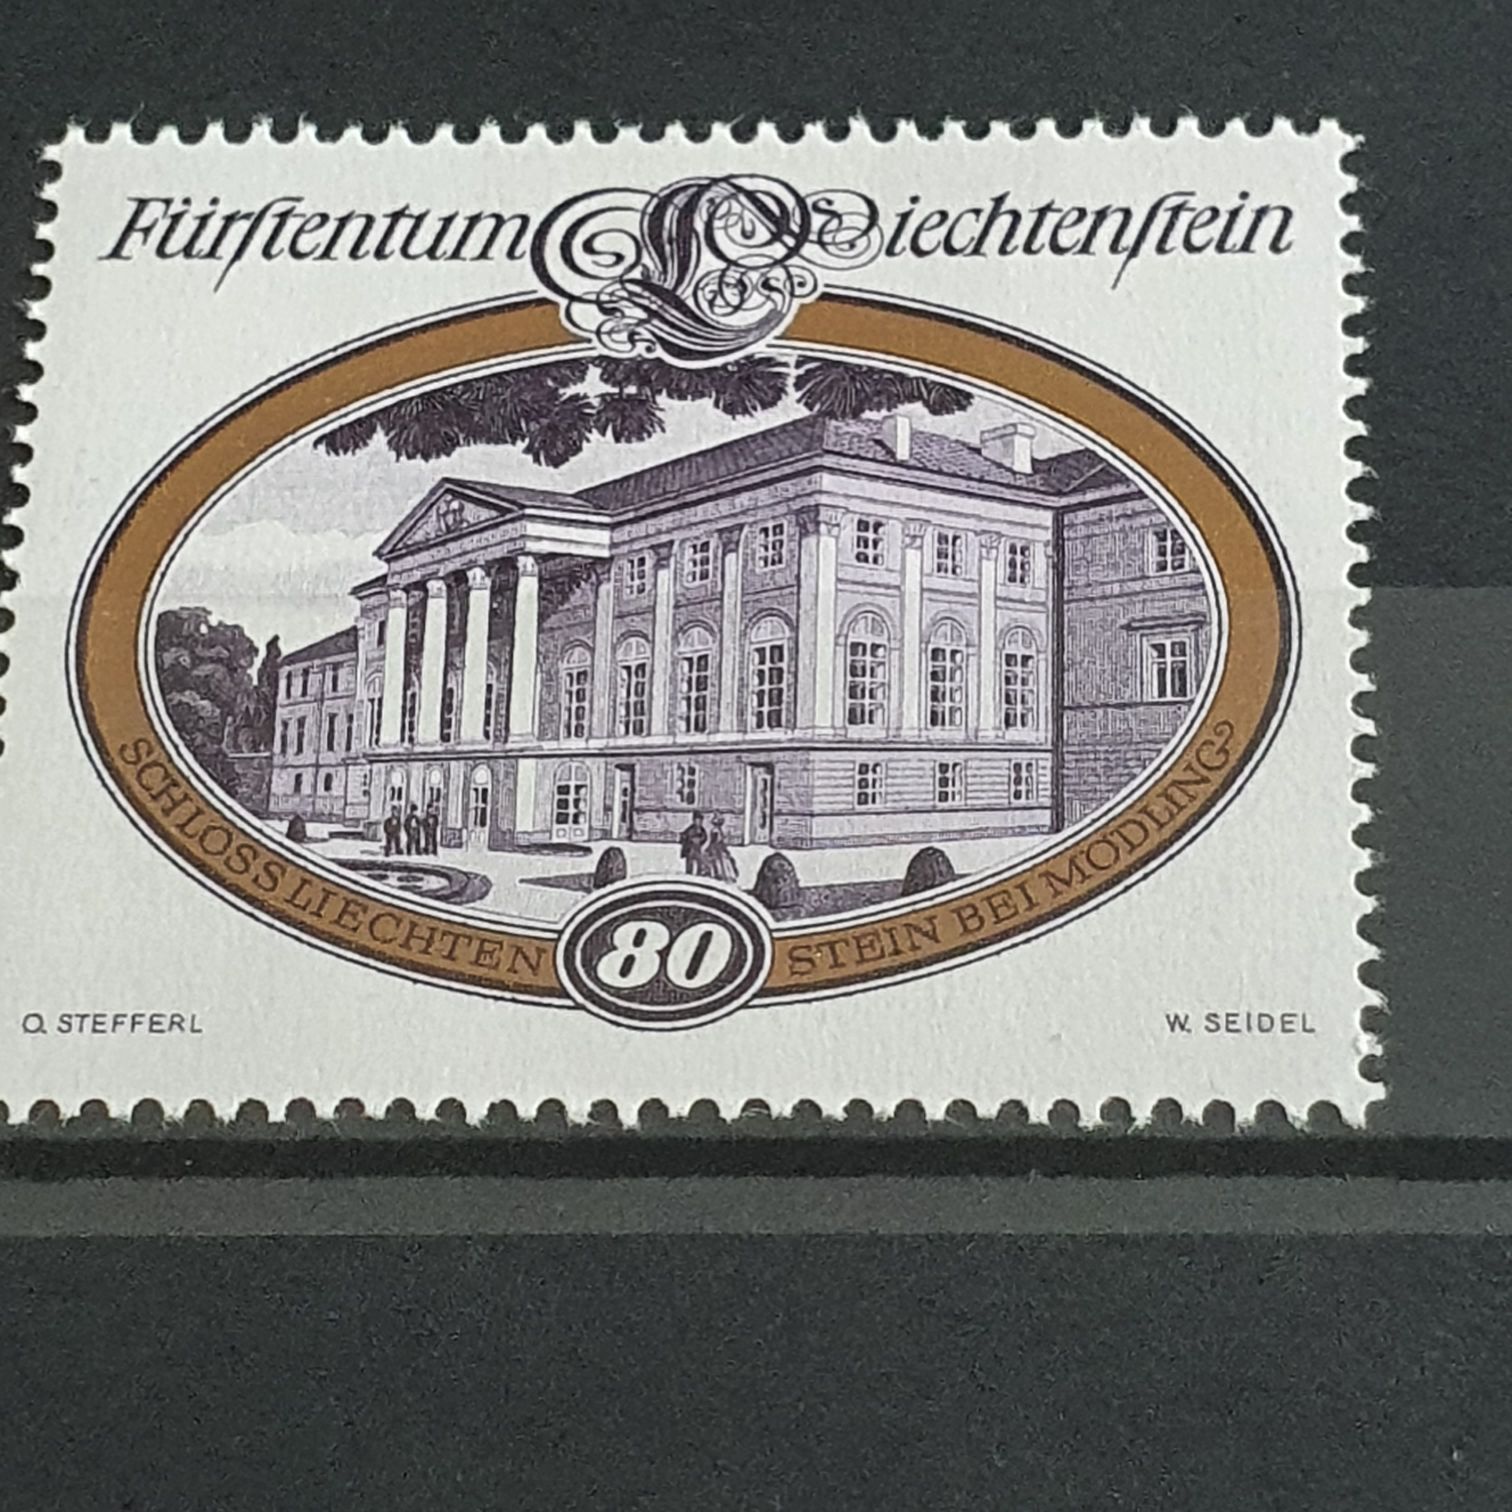 Fürstentum Liechtenstein
SCHLOSS LIECHTENSTEIN BEI MÖDLING
80
O. STEFFERL
W. SEIDEL